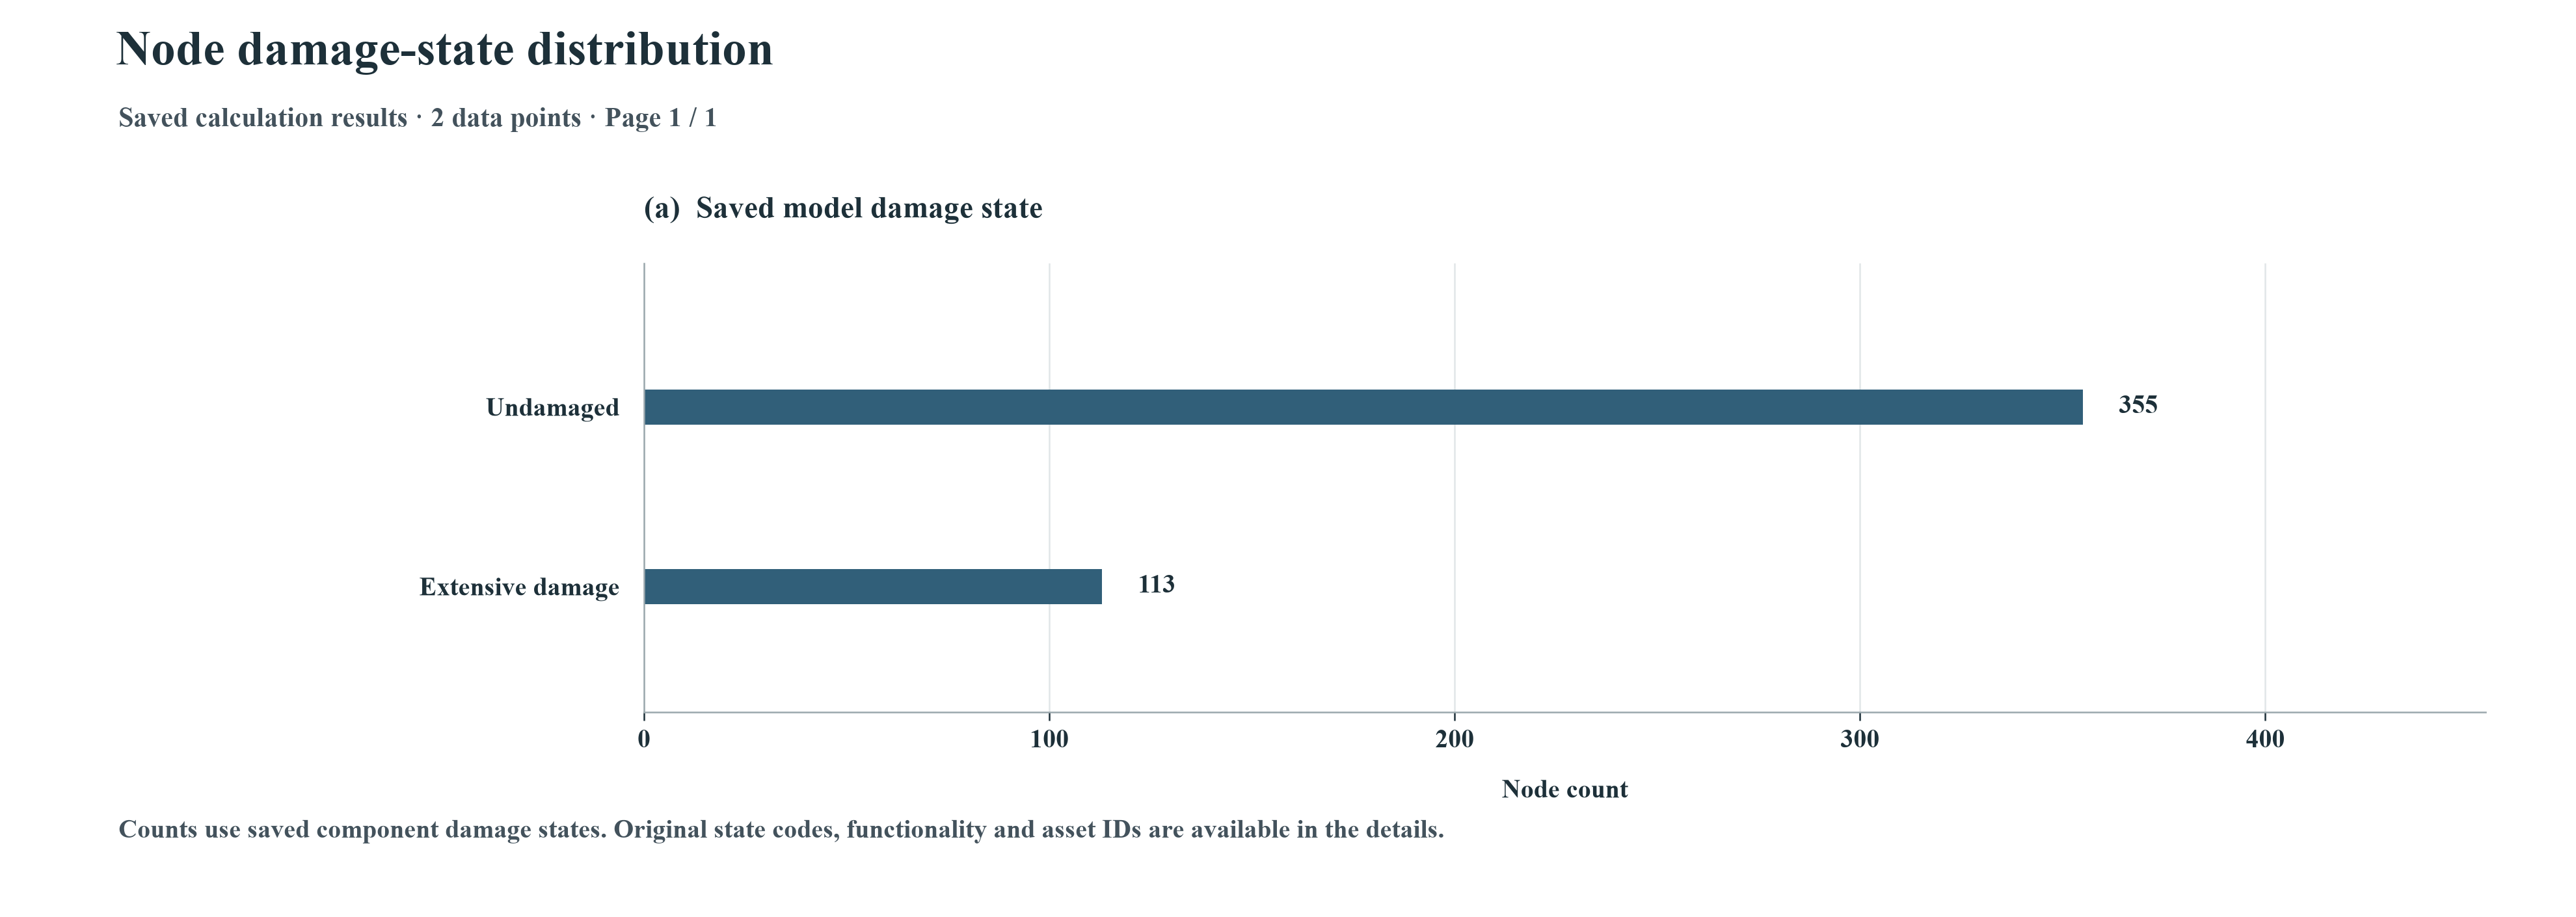 Node damage-state distribution
Saved calculation results · 2 data points · Page 1 / 1
(a) Saved model damage state
Undamaged
355
Extensive damage
113
0 100 200 300 400
Node count
Counts use saved component damage states. Original state codes, functionality and asset IDs are available in the details.